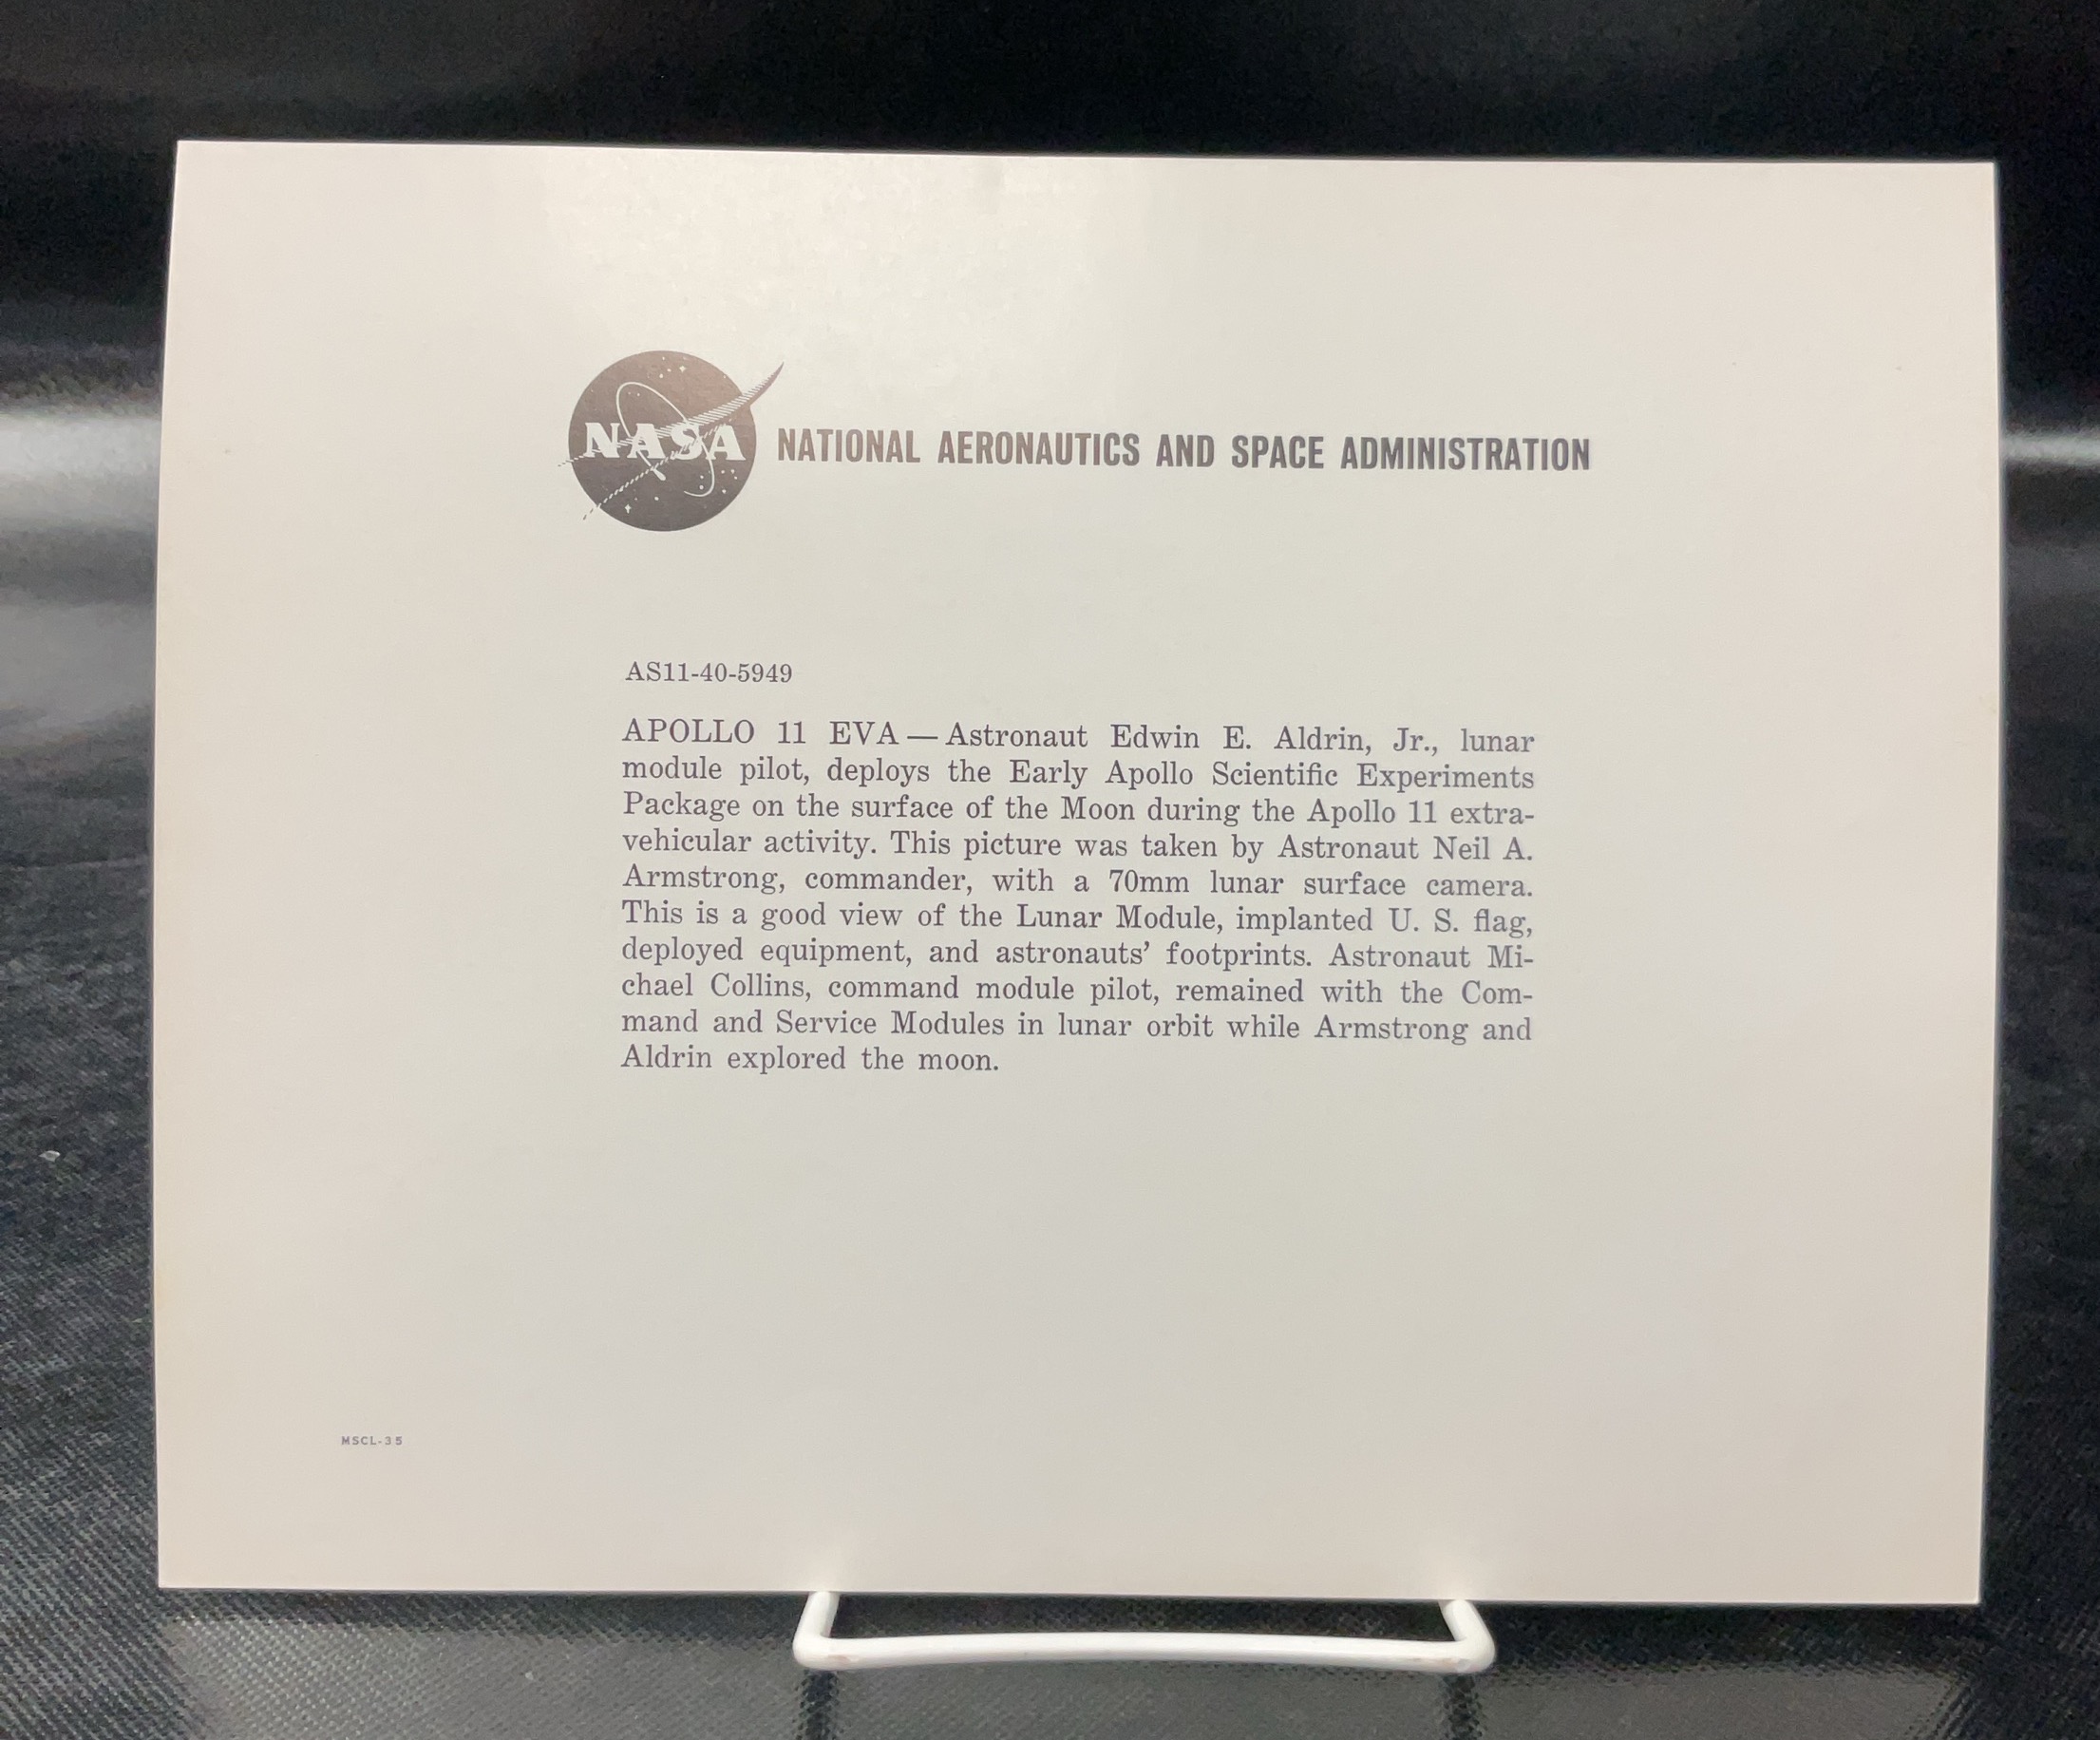 NASA NATIONAL AERONAUTICS AND SPACE ADMINISTRATION
AS11-40-5949
APOLLO 11 EVA — Astronaut Edwin E. Aldrin, Jr., lunar
module pilot, deploys the Early Apollo Scientific Experiments
Package on the surface of the Moon during the Apollo 11 extra-
vehicular activity. This picture was taken by Astronaut Neil A.
Armstrong, commander, with a 70mm lunar surface camera.
This is a good view of the Lunar Module, implanted U. S. flag,
deployed equipment, and astronauts’ footprints. Astronaut Mi-
chael Collins, command module pilot, remained with the Com-
mand and Service Modules in lunar orbit while Armstrong and
Aldrin explored the moon.
MSCL-35